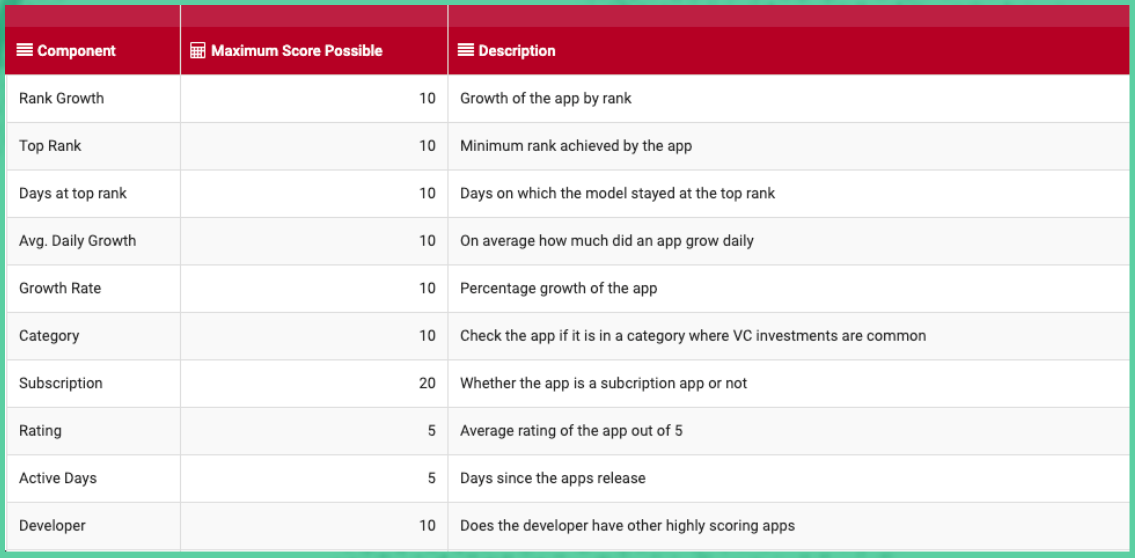 Component Maximum Score Possible Description
Rank Growth 10 Growth of the app by rank
Top Rank 10 Minimum rank achieved by the app
Days at top rank 10 Days on which the model stayed at the top rank
Avg. Daily Growth 10 On average how much did an app grow daily
Growth Rate 10 Percentage growth of the app
Category 10 Check the app if it is in a category where VC investments are common
Subscription 20 Whether the app is a subcription app or not
Rating 5 Average rating of the app out of 5
Active Days 5 Days since the apps release
Developer 10 Does the developer have other highly scoring apps